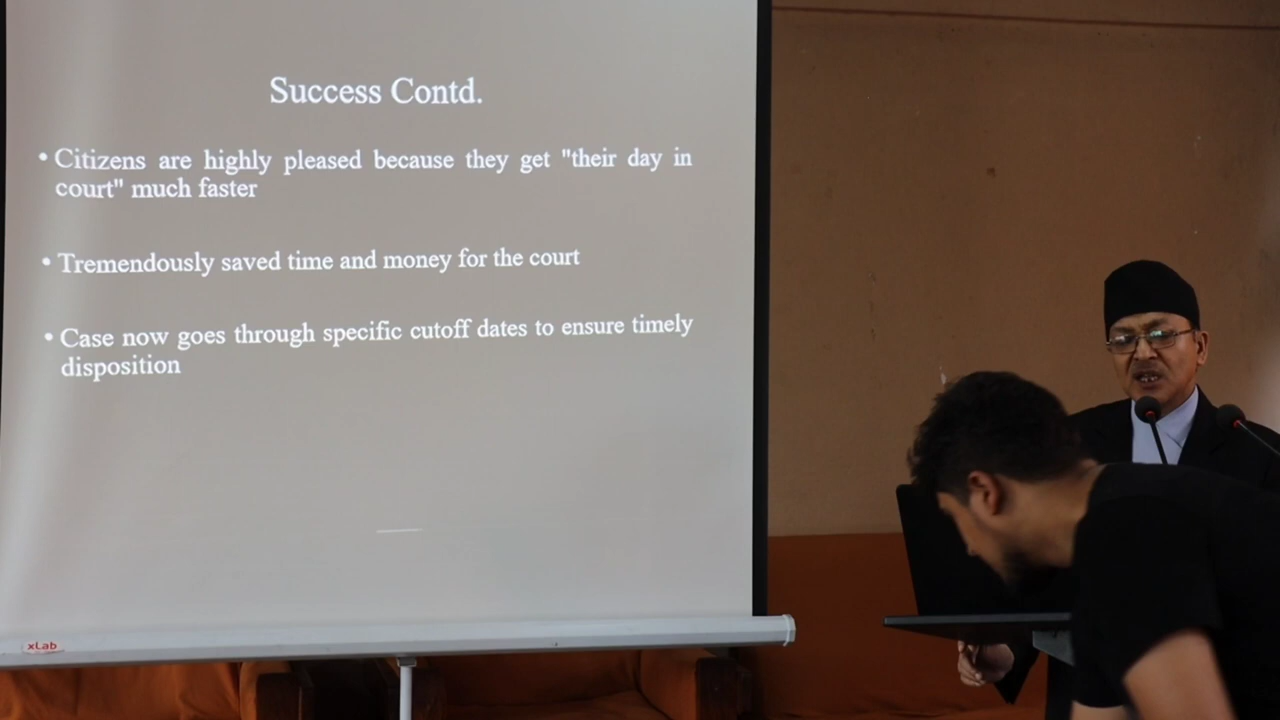 Success Contd.
• Citizens are highly pleased because they get "their day in
court" much faster
• Tremendously saved time and money for the court
• Case now goes through specific cutoff dates to ensure timely
disposition
xLab